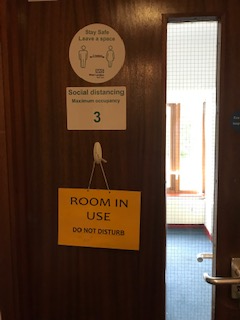 Stay Safe
Leave a space
Social distancing
Maximum occupancy
3
ROOM IN
USE
DO NOT DISTURB